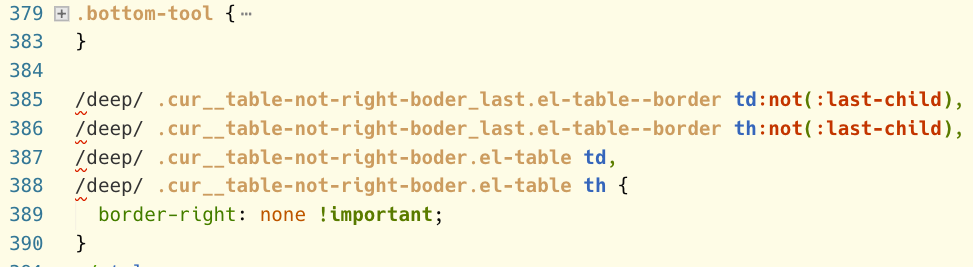 379 + .bottom-tool { ⋯
383 }
384
385 /deep/ .cur__table-not-right-boder_last.el-table--border td:not(:last-child),
386 /deep/ .cur__table-not-right-boder_last.el-table--border th:not(:last-child),
387 /deep/ .cur__table-not-right-boder.el-table td,
388 /deep/ .cur__table-not-right-boder.el-table th {
389 border-right: none !important;
390 }